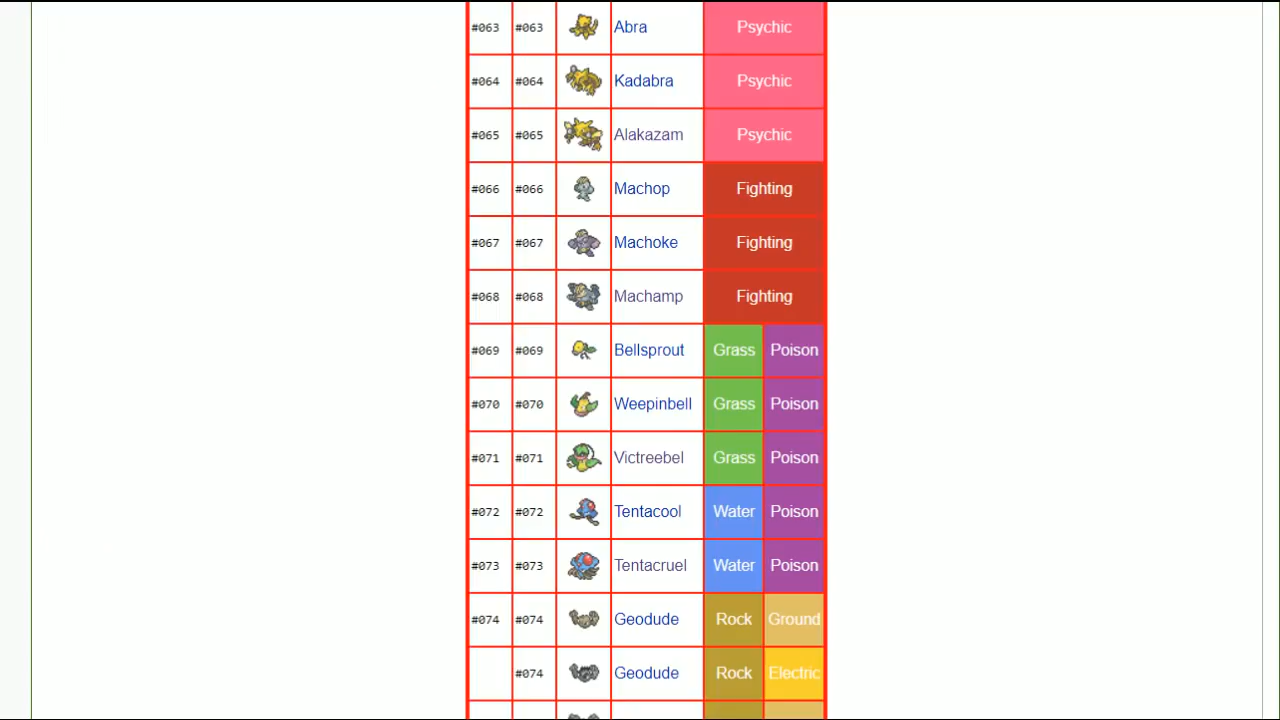 #063 #063 Abra Psychic
#064 #064 Kadabra Psychic
#065 #065 Alakazam Psychic
#066 #066 Machop Fighting
#067 #067 Machoke Fighting
#068 #068 Machamp Fighting
#069 #069 Bellsprout Grass Poison
#070 #070 Weepinbell Grass Poison
#071 #071 Victreebel Grass Poison
#072 #072 Tentacool Water Poison
#073 #073 Tentacruel Water Poison
#074 #074 Geodude Rock Ground
#074 Geodude Rock Electric